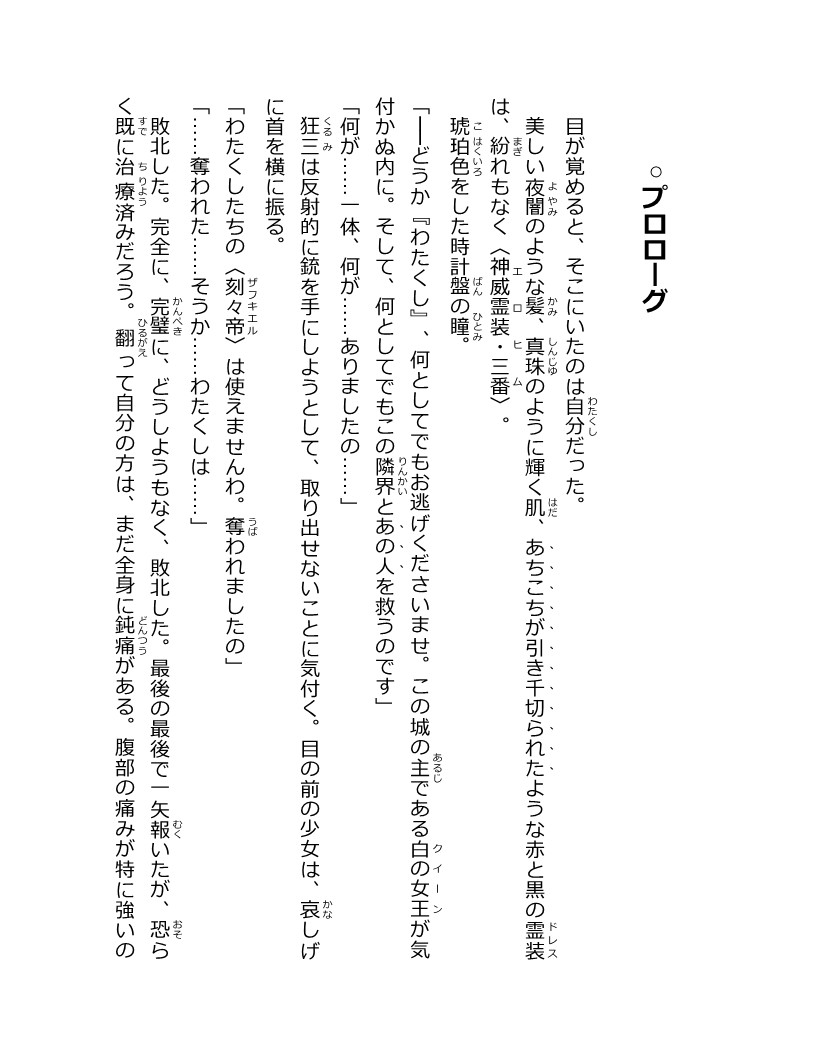 ○プロローグ
目が覚めると、そこにいたのは自分だった。
美しい夜闇のような髪、真珠のように輝く肌、あちこちが引き千切られたような赤と黒の霊装
は、紛れもなく〈神威霊装・三番〉。
琥珀色をした時計盤の瞳。
「──どうか『わたくし』、何としてでもお逃げくださいませ。この城の主である白の女王が気
付かぬ内に。そして、何としてでもこの隣界とあの人を救うのです」
「何が……一体、何が……ありましたの……」
狂三は反射的に銃を手にしようとして、取り出せないことに気付く。目の前の少女は、哀しげ
に首を横に振る。
「わたくしたちの〈刻々帝〉は使えませんわ。奪われましたの」
「……奪われた……そうか……わたくしは……」
敗北した。完全に、完璧に、どうしようもなく、敗北した。最後の最後で一矢報いたが、恐ら
く既に治療済みだろう。翻って自分の方は、まだ全身に鈍痛がある。腹部の痛みが特に強いの